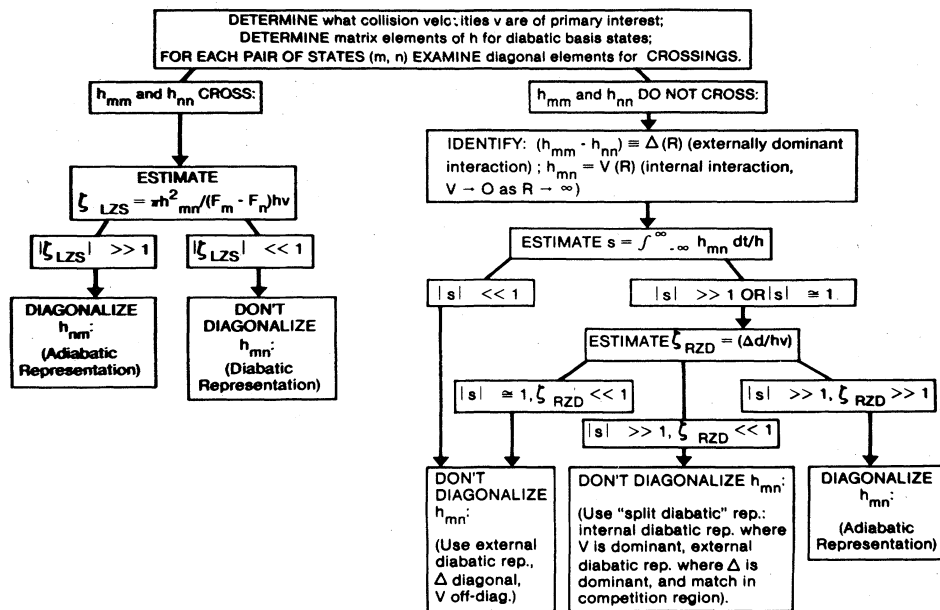 DETERMINE what collision velocities v are of primary interest;
DETERMINE matrix elements of h for diabatic basis states;
FOR EACH PAIR OF STATES (m, n) EXAMINE diagonal elements for CROSSINGS.
h_mm and h_nn CROSS:
ESTIMATE
ζ_LZS = πh²_mn/(F_m - F_n)hv
|ζ_LZS| >> 1
|ζ_LZS| << 1
DIAGONALIZE
h_nm:
(Adiabatic
Representation)
DON'T
DIAGONALIZE
h_mn:
(Diabatic
Representation)
h_mm and h_nn DO NOT CROSS:
IDENTIFY: (h_mm - h_nn) ≡ Δ(R) (externally dominant
interaction) ; h_mn = V(R) (internal interaction,
V → O as R → ∞)
ESTIMATE s = ∫^∞_-∞ h_mn dt/h
|s| << 1
|s| >> 1 OR |s| ≅ 1
ESTIMATE ζ_RZD = (Δd/hv)
|s| ≅ 1, ζ_RZD << 1
|s| >> 1, ζ_RZD << 1
|s| >> 1, ζ_RZD >> 1
DON'T
DIAGONALIZE
h_mn:
(Use external
diabatic rep.,
Δ diagonal,
V off-diag.)
DON'T DIAGONALIZE h_mn:
(Use "split diabatic" rep.:
internal diabatic rep. where
V is dominant, external
diabatic rep. where Δ is
dominant, and match in
competition region).
DIAGONALIZE
h_mn:
(Adiabatic
Representation)